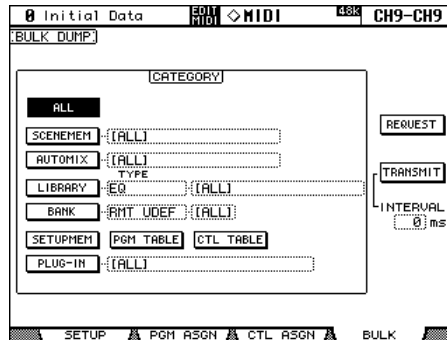 0 Initial Data EDIT MIDI ◇MIDI 48K CH9-CH9
BULK DUMP
CATEGORY
ALL
REQUEST
SCENEMEM [ALL]
AUTOMIX [ALL]
TYPE
TRANSMIT
LIBRARY EQ [ALL]
BANK RMT UDEF [ALL]
INTERVAL
0 ms
SETUPMEM PGM TABLE CTL TABLE
PLUG-IN [ALL]
SETUP PGM ASGN CTL ASGN BULK